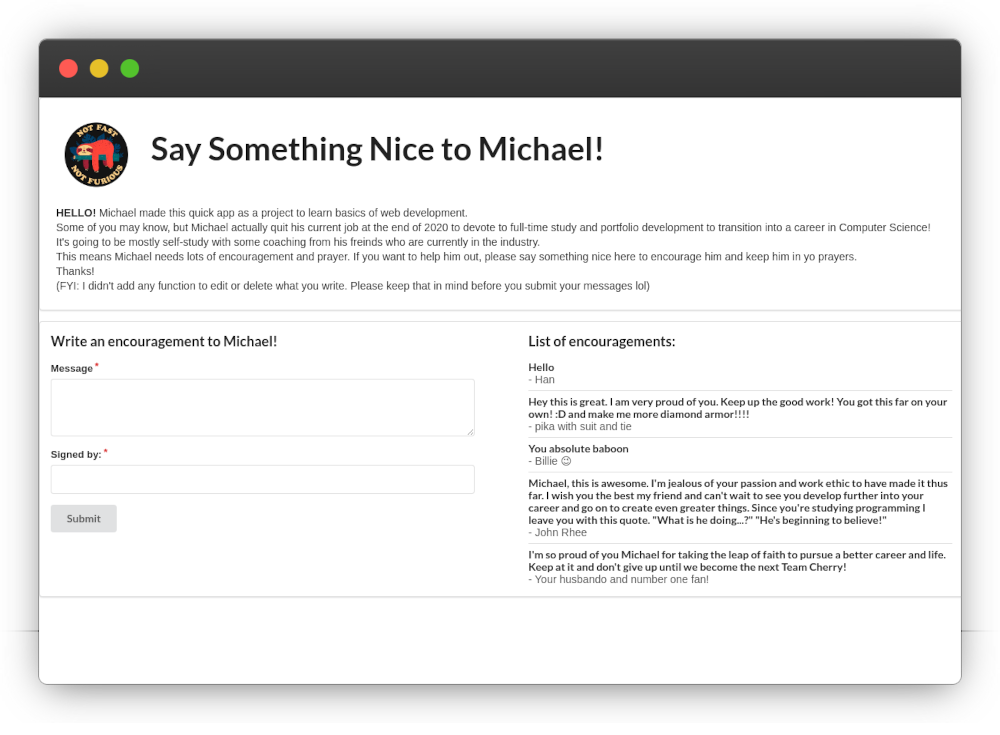 NOT FAST
NOT FURIOUS
Say Something Nice to Michael!
HELLO! Michael made this quick app as a project to learn basics of web development.
Some of you may know, but Michael actually quit his current job at the end of 2020 to devote to full-time study and portfolio development to transition into a career in Computer Science!
It's going to be mostly self-study with some coaching from his freinds who are currently in the industry.
This means Michael needs lots of encouragement and prayer. If you want to help him out, please say something nice here to encourage him and keep him in yo prayers.
Thanks!
(FYI: I didn't add any function to edit or delete what you write. Please keep that in mind before you submit your messages lol)
Write an encouragement to Michael!
Message *
Signed by: *
Submit
List of encouragements:
Hello
- Han
Hey this is great. I am very proud of you. Keep up the good work! You got this far on your
own! :D and make me more diamond armor!!!!
- pika with suit and tie
You absolute baboon
- Billie 😉
Michael, this is awesome. I'm jealous of your passion and work ethic to have made it thus
far. I wish you the best my friend and can't wait to see you develop further into your
career and go on to create even greater things. Since you're studying programming I
leave you with this quote. "What is he doing...?" "He's beginning to believe!"
- John Rhee
I'm so proud of you Michael for taking the leap of faith to pursue a better career and life.
Keep at it and don't give up until we become the next Team Cherry!
- Your husbando and number one fan!